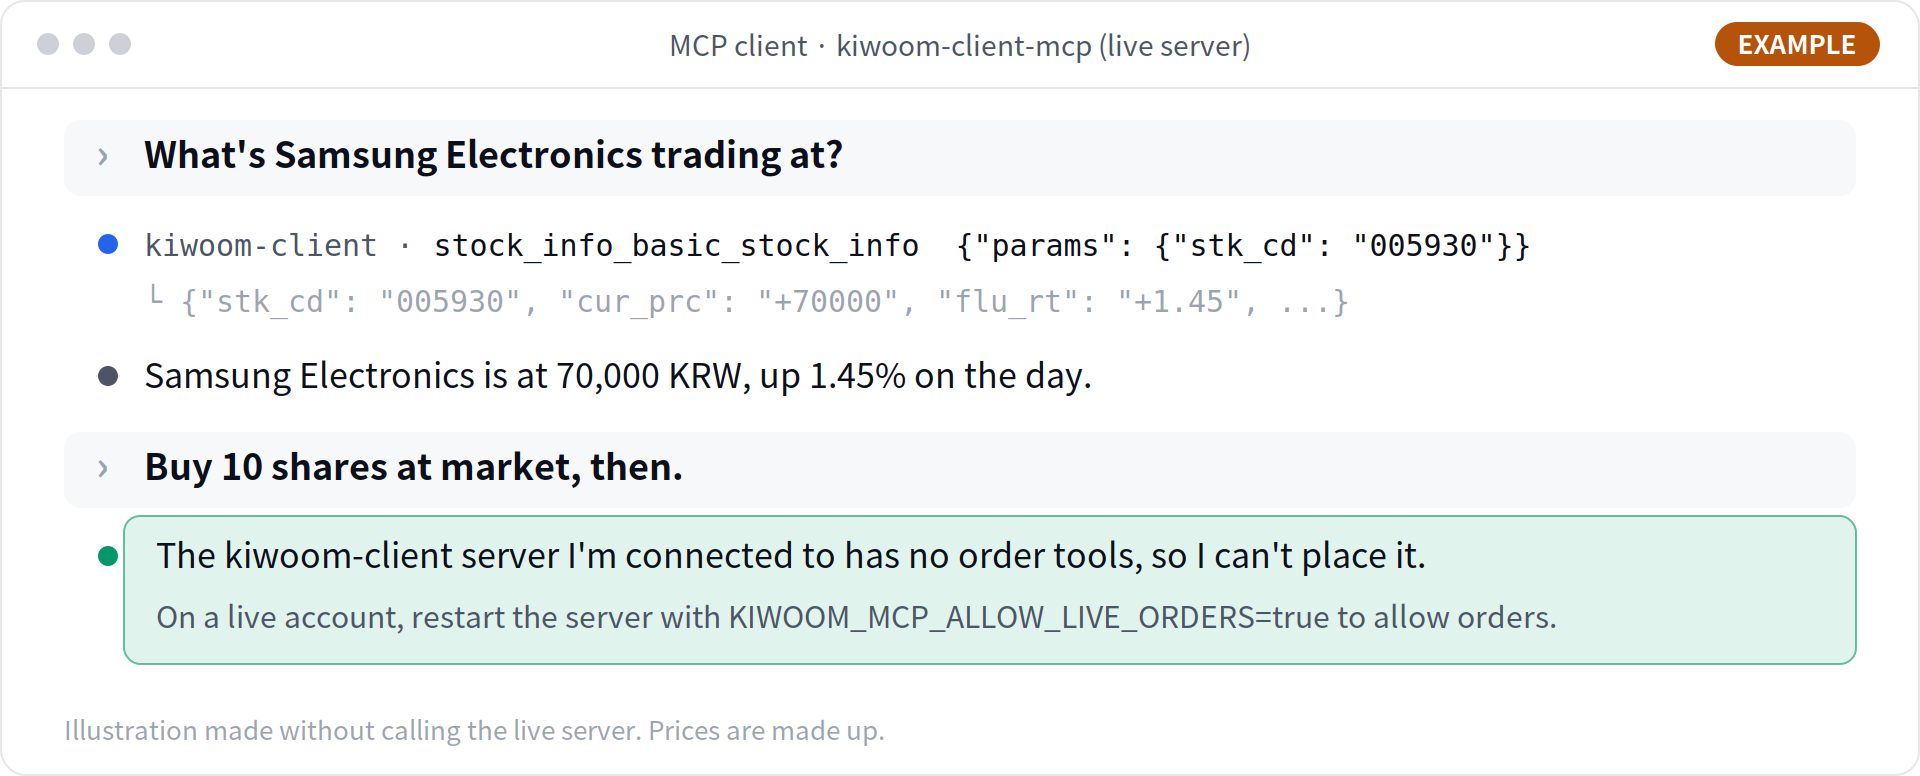 MCP client · kiwoom-client-mcp (live server)
EXAMPLE
› What's Samsung Electronics trading at?
kiwoom-client · stock_info_basic_stock_info {"params": {"stk_cd": "005930"}}
└ {"stk_cd": "005930", "cur_prc": "+70000", "flu_rt": "+1.45", ...}
Samsung Electronics is at 70,000 KRW, up 1.45% on the day.
› Buy 10 shares at market, then.
The kiwoom-client server I'm connected to has no order tools, so I can't place it.
On a live account, restart the server with KIWOOM_MCP_ALLOW_LIVE_ORDERS=true to allow orders.
Illustration made without calling the live server. Prices are made up.